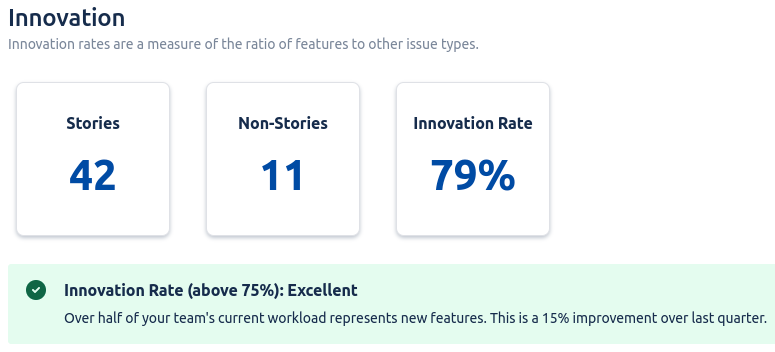 Innovation
Innovation rates are a measure of the ratio of features to other issue types.
Stories
Non-Stories
Innovation Rate
42
11
79%
Innovation Rate (above 75%): Excellent
Over half of your team's current workload represents new features. This is a 15% improvement over last quarter.